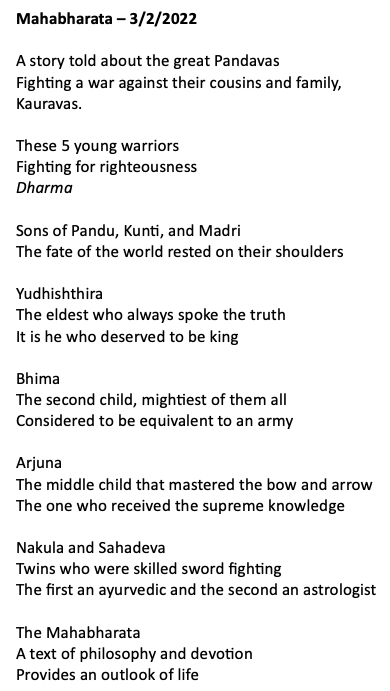 Mahabharata – 3/2/2022
A story told about the great Pandavas
Fighting a war against their cousins and family,
Kauravas.
These 5 young warriors
Fighting for righteousness
Dharma
Sons of Pandu, Kunti, and Madri
The fate of the world rested on their shoulders
Yudhishthira
The eldest who always spoke the truth
It is he who deserved to be king
Bhima
The second child, mightiest of them all
Considered to be equivalent to an army
Arjuna
The middle child that mastered the bow and arrow
The one who received the supreme knowledge
Nakula and Sahadeva
Twins who were skilled sword fighting
The first an ayurvedic and the second an astrologist
The Mahabharata
A text of philosophy and devotion
Provides an outlook of life